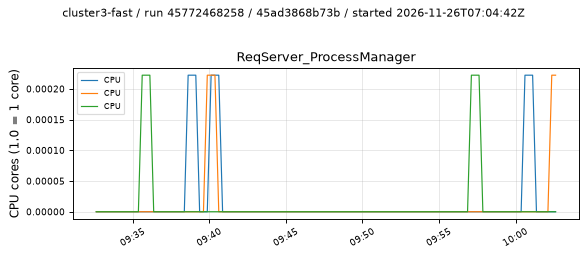 cluster3-fast / run 45772468258 / 45ad3868b73b / started 2026-11-26T07:04:42Z
ReqServer_ProcessManager
CPU cores (1.0 = 1 core)
0.00020
0.00015
0.00010
0.00005
0.00000
CPU
CPU
CPU
09:35
09:40
09:45
09:50
09:55
10:00